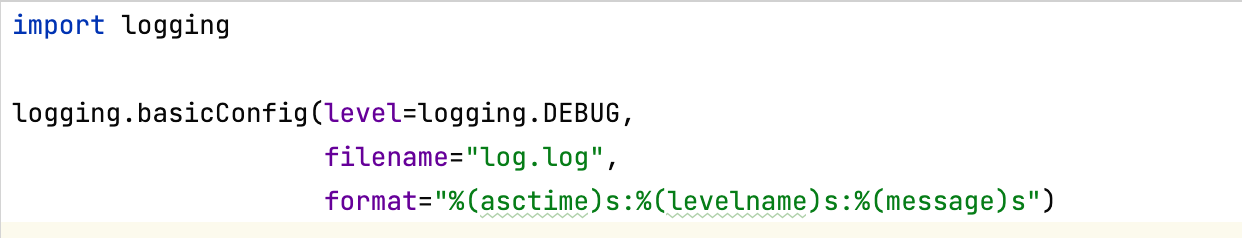 import logging
logging.basicConfig(level=logging.DEBUG,
filename="log.log",
format="%(asctime)s:%(levelname)s:%(message)s")